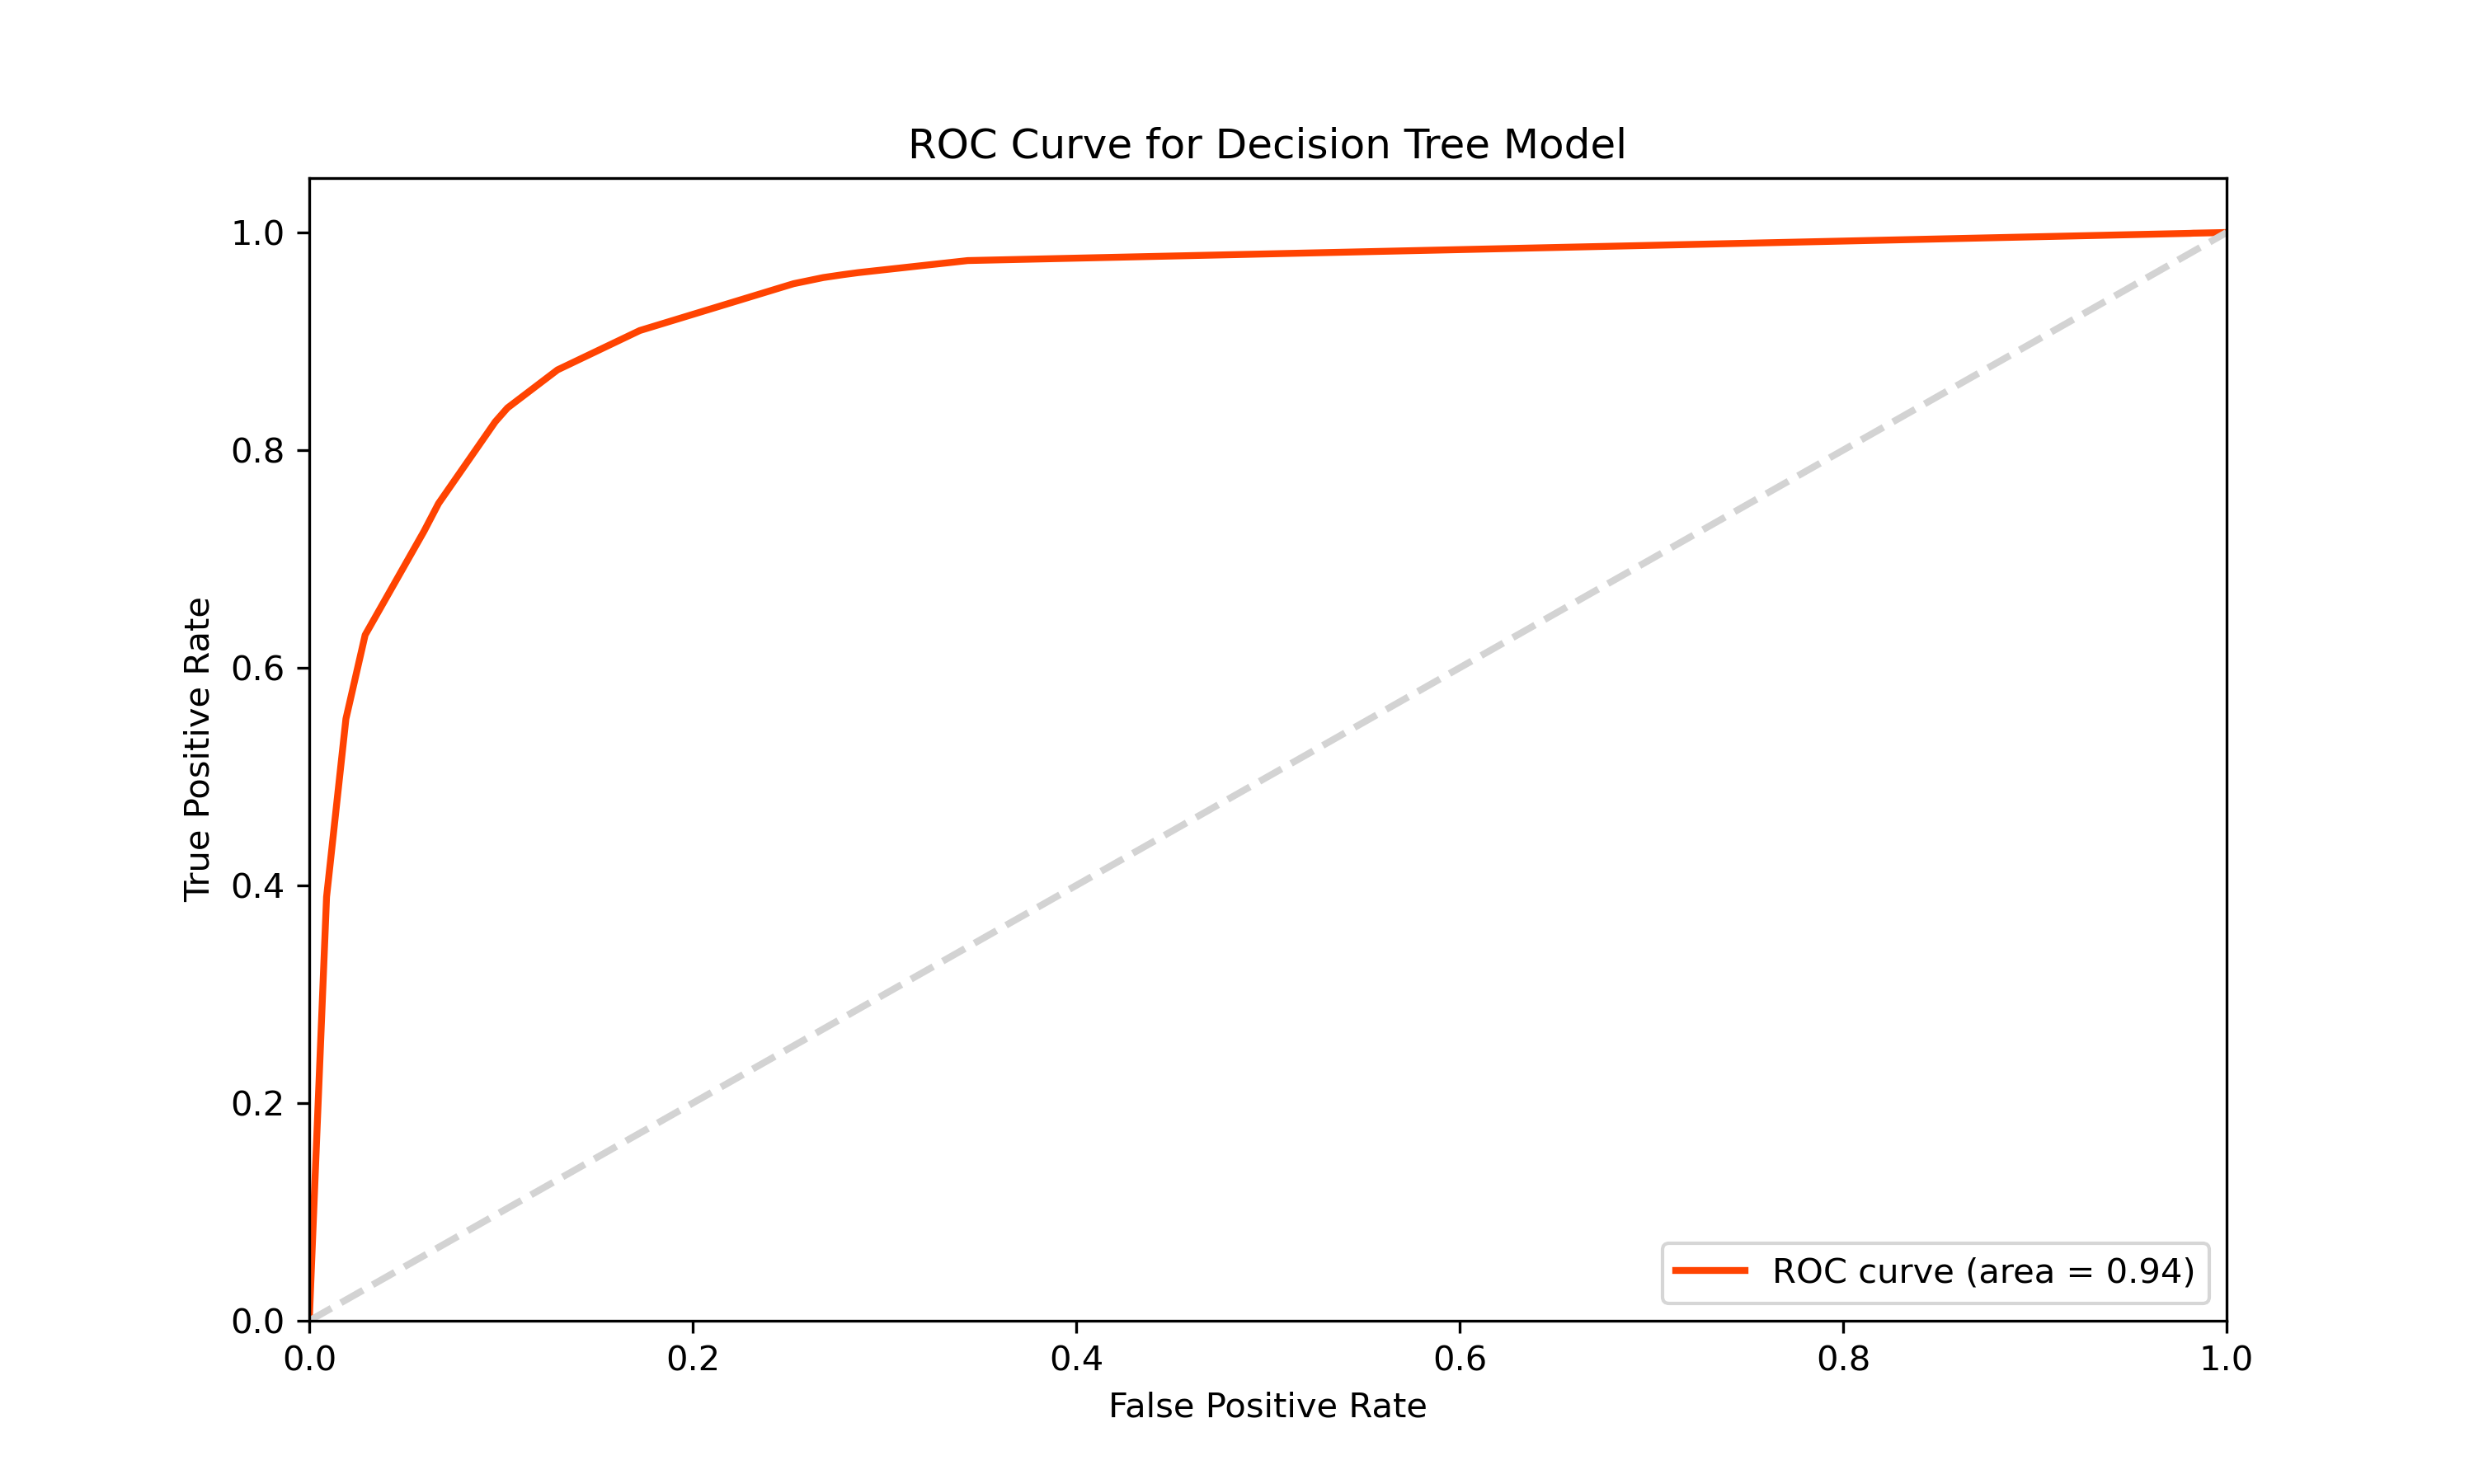 ROC Curve for Decision Tree Model
1.0
0.8
0.6
0.4
0.2
0.0
True Positive Rate
ROC curve (area = 0.94)
0.0 0.2 0.4 0.6 0.8 1.0
False Positive Rate